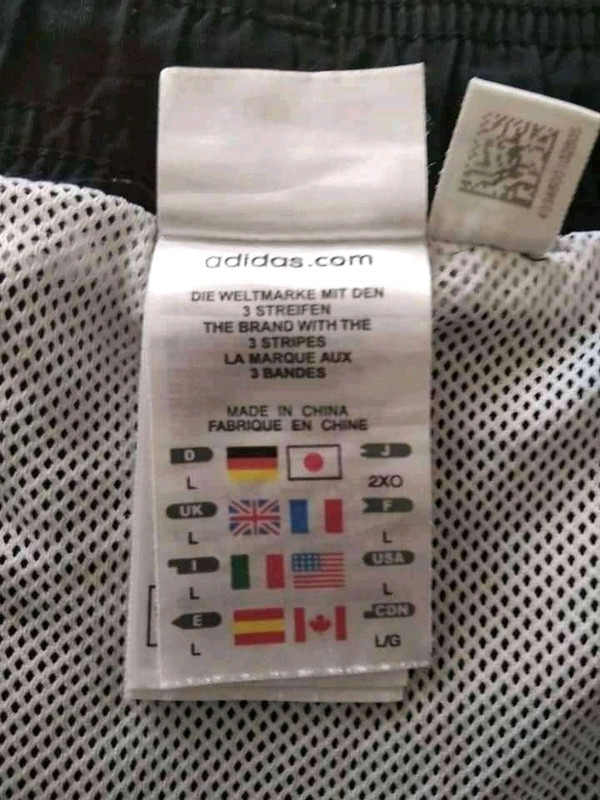 adidas.com
DIE WELTMARKE MIT DEN
3 STREIFEN
THE BRAND WITH THE
3 STRIPES
LA MARQUE AUX
3 BANDES
MADE IN CHINA
FABRIQUE EN CHINE
D J
L 2XO
UK F
L L
I USA
L L
E CDN
L L/G